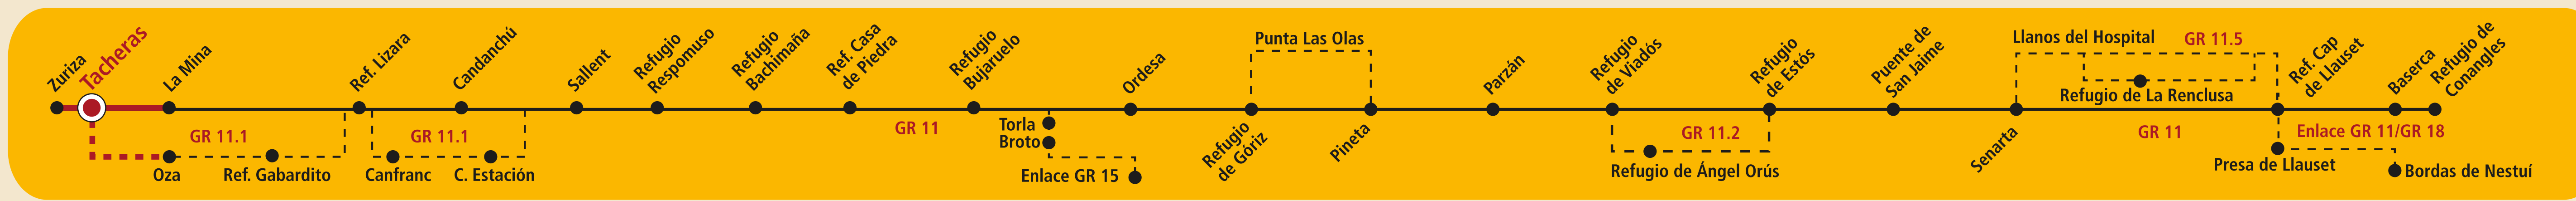 Zuriza
Tacheras
La Mina
Ref. Lizara
Candanchú
Sallent
Refugio
Respomuso
Refugio
Bachimaña
Ref. Casa
de Piedra
Refugio
Bujaruelo
Ordesa
Punta Las Olas
Parzán
Refugio
de Viadós
Refugio
de Estós
Puente de
San Jaime
Llanos del Hospital
GR 11.5
Refugio de La Renclusa
Ref. Cap
de Llauset
Baserca
Refugio de
Conangles
GR 11.1
Oza
Ref. Gabardito
GR 11.1
Canfranc
C. Estación
GR 11
Torla
Broto
Enlace GR 15
Refugio
de Góriz
Pineta
GR 11.2
Refugio de Ángel Orús
Senarta
GR 11
Enlace GR 11/GR 18
Presa de Llauset
Bordas de Nestuí